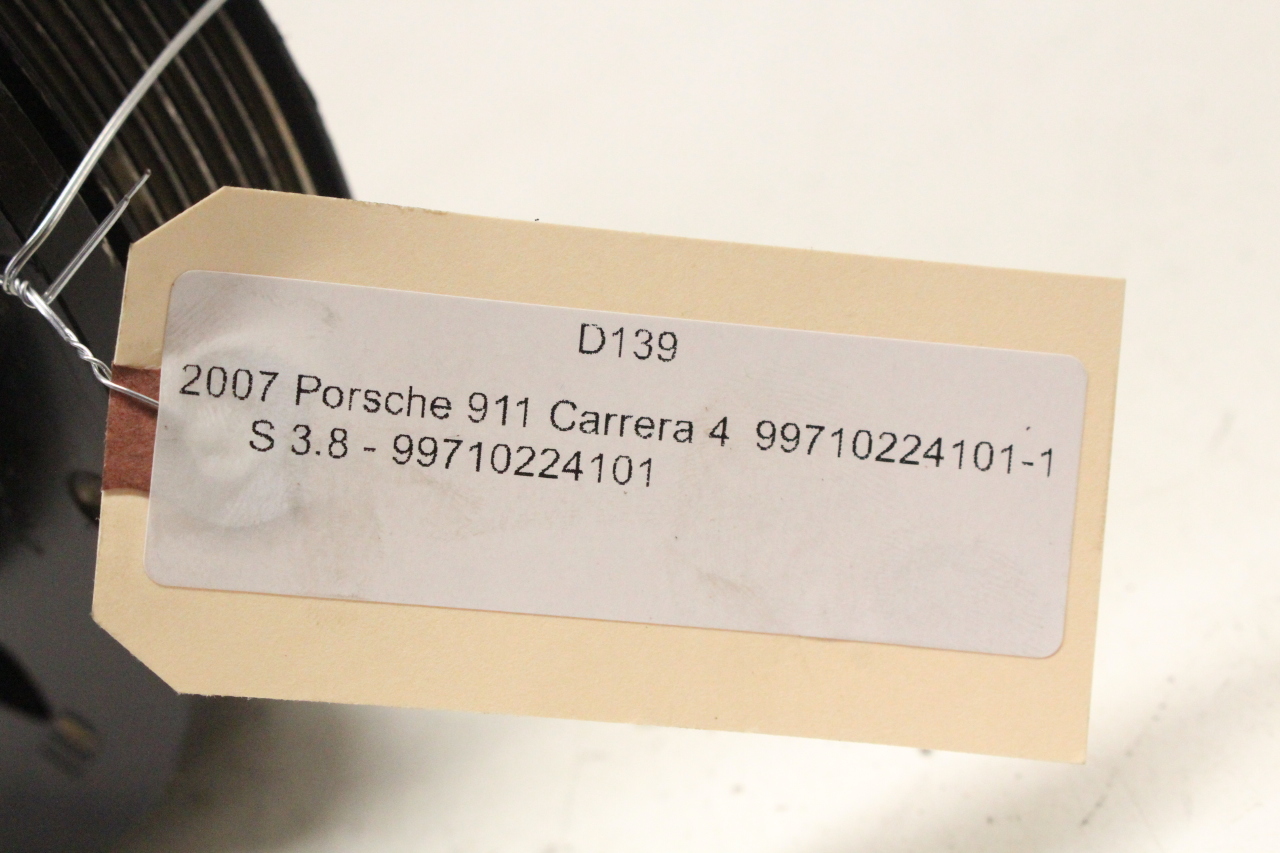 D139
2007 Porsche 911 Carrera 4 99710224101-1
S 3.8 - 99710224101